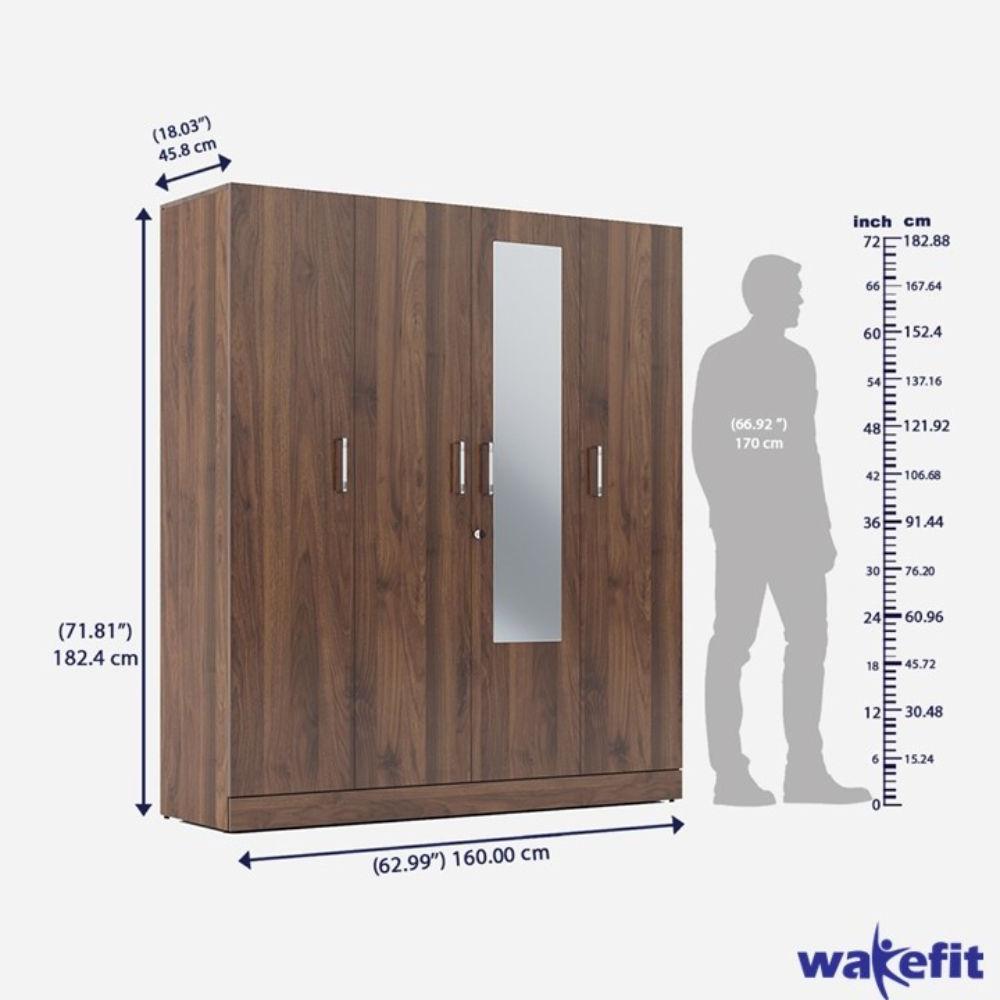 (18.03”)
45.8 cm
(71.81”)
182.4 cm
(62.99”) 160.00 cm
(66.92 ”)
170 cm
inch cm
72 182.88
66 167.64
60 152.4
54 137.16
48 121.92
42 106.68
36 91.44
30 76.20
24 60.96
18 45.72
12 30.48
6 15.24
0
wakefit